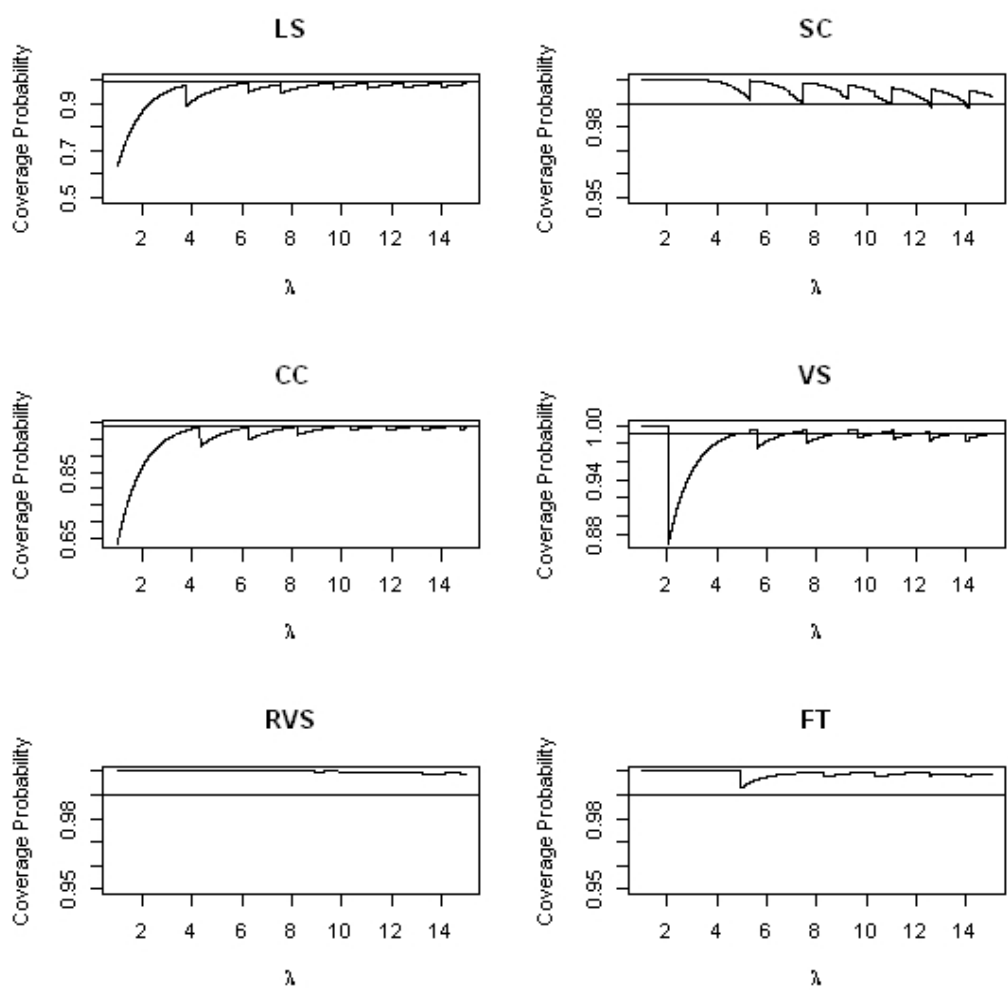 LS
Coverage Probability
0.5 0.7 0.9
2 4 6 8 10 12 14
λ
SC
Coverage Probability
0.95 0.98
2 4 6 8 10 12 14
λ
CC
Coverage Probability
0.65 0.85
2 4 6 8 10 12 14
λ
VS
Coverage Probability
0.88 0.94 1.00 1.00
2 4 6 8 10 12 14
λ
RVS
Coverage Probability
0.95 0.98
2 4 6 8 10 12 14
λ
FT
Coverage Probability
0.95 0.98
2 4 6 8 10 12 14
λ